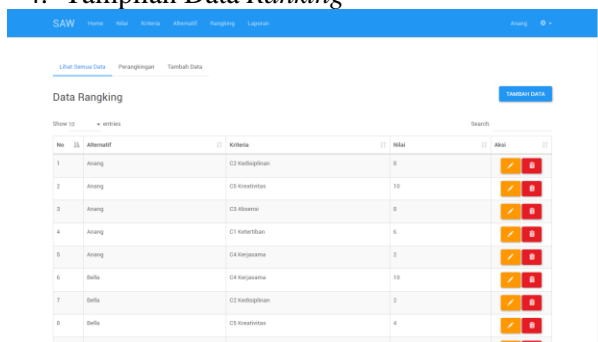 4. Tampilan Data Ranking
SAW Home Nilai Kriteria Alternatif Rangking Laporan Anang
Lihat Semua Data Perangkingan Tambah Data
Data Rangking TAMBAH DATA
Show 10 entries Search:
No Alternatif Kriteria Nilai Aksi
1 Anang C2 Kedisiplinan 8
2 Anang C5 Kreativitas 10
3 Anang C3 Absensi 8
4 Anang C1 Ketertiban 6
5 Anang C4 Kerjasama 2
6 Bella C4 Kerjasama 10
7 Bella C2 Kedisiplinan 2
8 Bella C5 Kreativitas 4